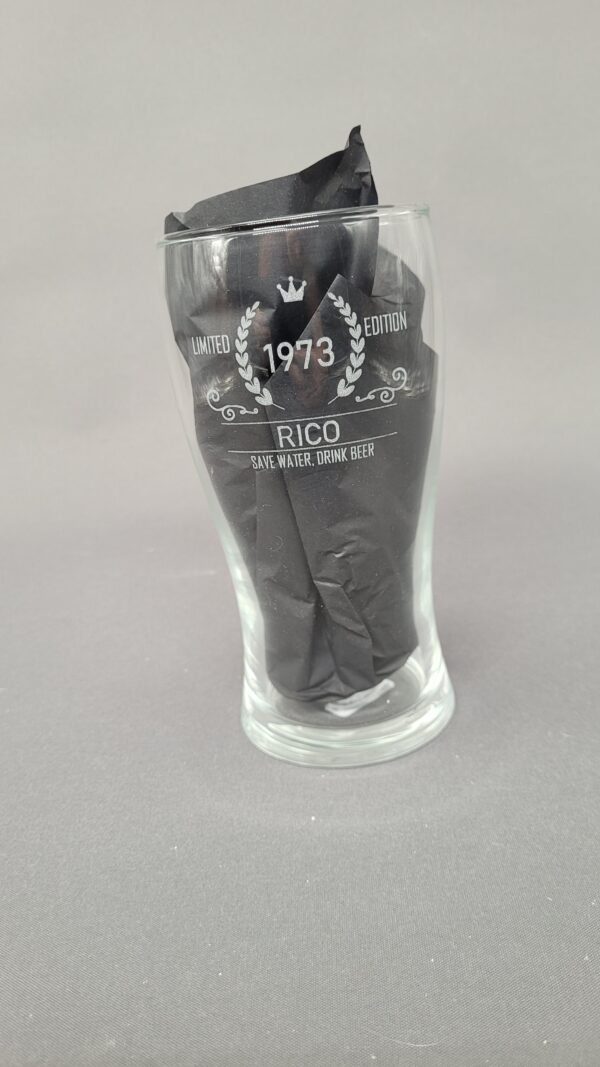 LIMITED 1973 EDITION
RICO
SAVE WATER, DRINK BEER